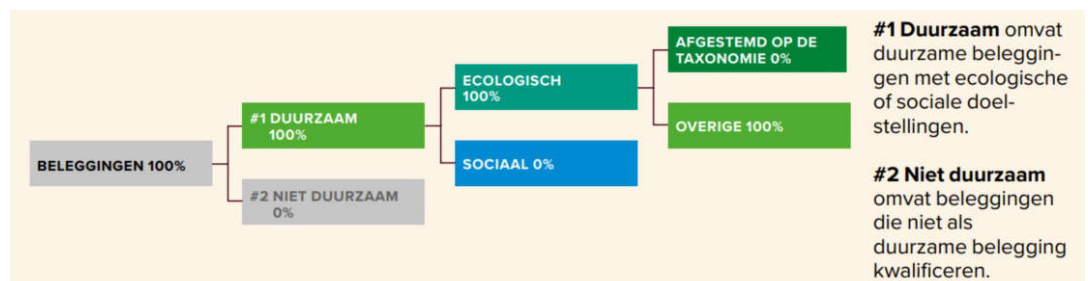 BELEGGINGEN 100%
#1 DUURZAAM
100%
#2 NIET DUURZAAM
0%
ECOLOGISCH
100%
SOCIAAL 0%
AFGESTEMD OP DE
TAXONOMIE 0%
OVERIGE 100%
#1 Duurzaam omvat
duurzame beleggin-
gen met ecologische
of sociale doel-
stellingen.
#2 Niet duurzaam
omvat beleggingen
die niet als
duurzame belegging
kwalificeren.